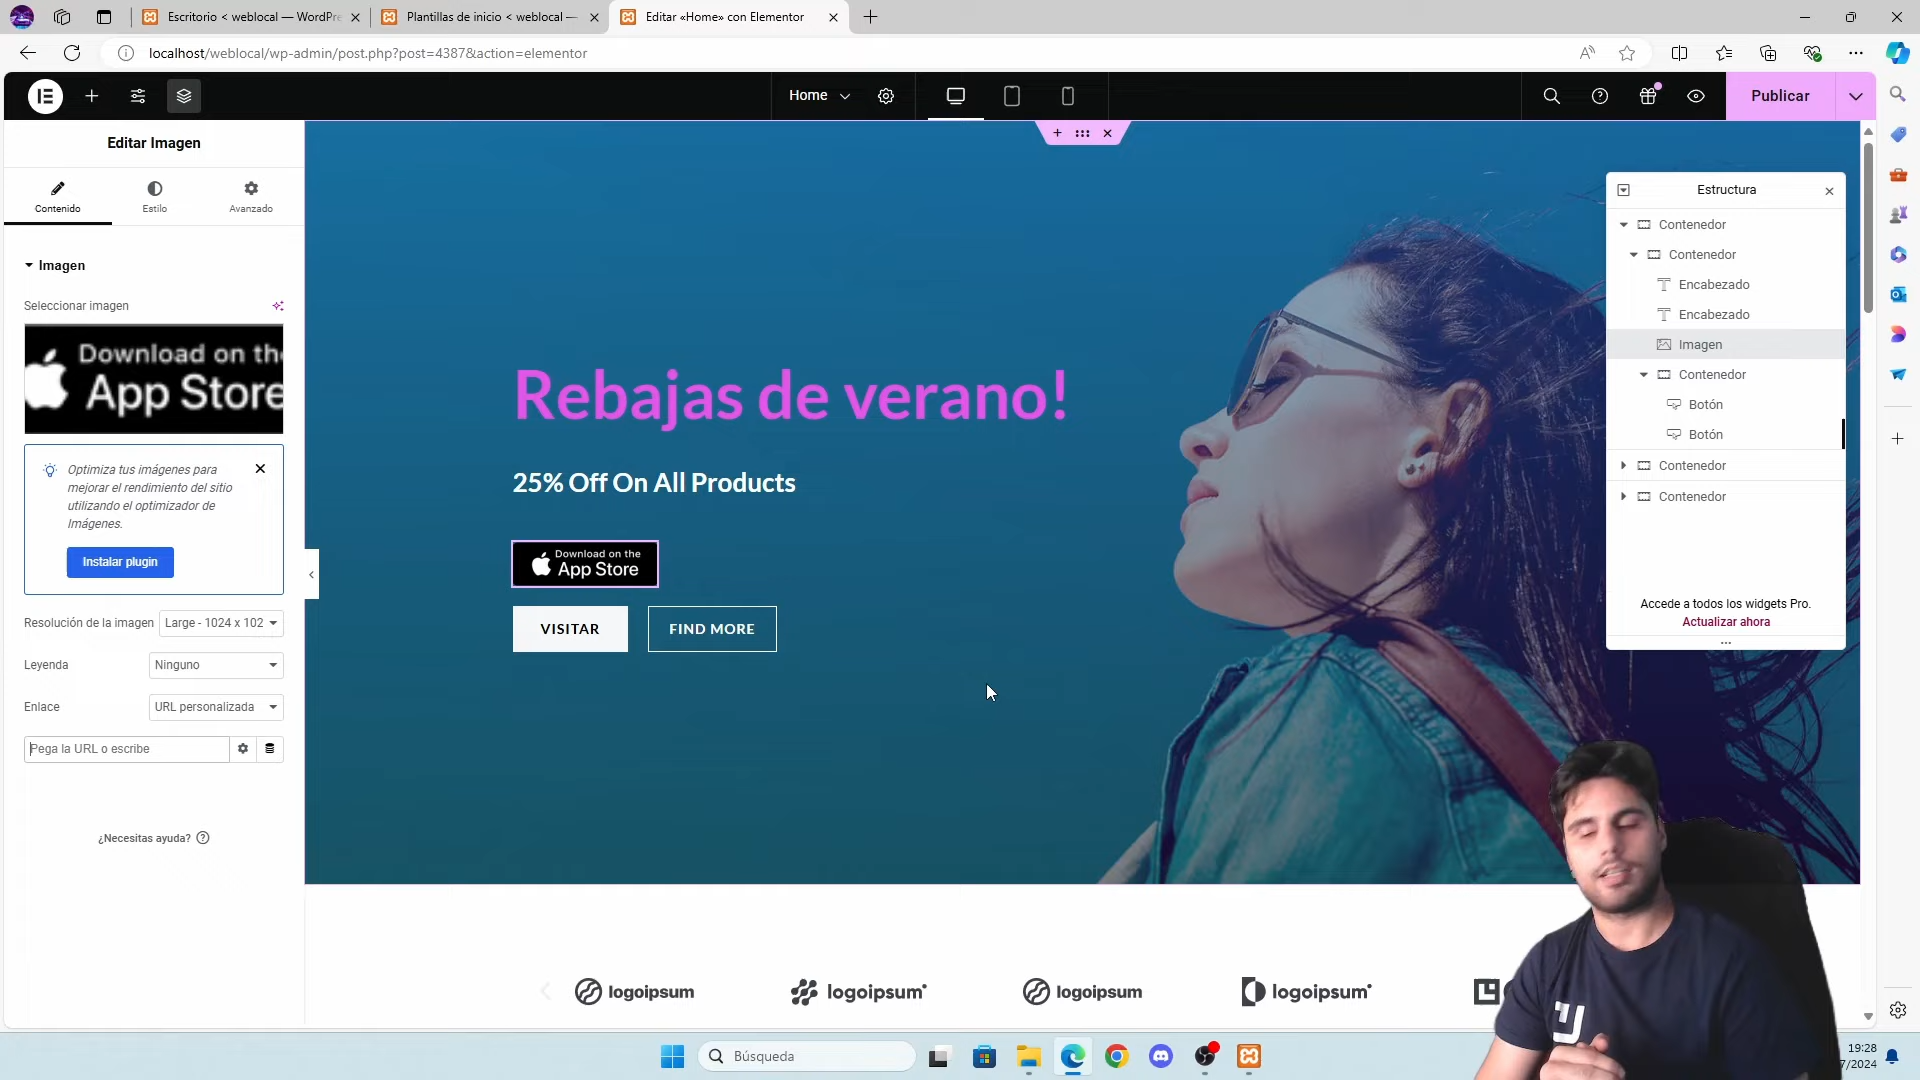 Escritorio < weblocal — WordPre
Plantillas de inicio < weblocal —
Editar «Home» con Elementor
localhost/weblocal/wp-admin/post.php?post=4387&action=elementor
Home
Publicar
Editar Imagen
Contenido
Estilo
Avanzado
Imagen
Seleccionar imagen
Download on th
App Store
Optimiza tus imágenes para
mejorar el rendimiento del sitio
utilizando el optimizador de
Imágenes.
Instalar plugin
Resolución de la imagen
Large - 1024 x 102
Leyenda
Ninguno
Enlace
URL personalizada
Pega la URL o escribe
¿Necesitas ayuda?
Rebajas de verano!
25% Off On All Products
Download on the
App Store
VISITAR
FIND MORE
logoipsum
logoipsum
logoipsum
logoipsum
Estructura
Contenedor
Contenedor
Encabezado
Encabezado
Imagen
Contenedor
Botón
Botón
Contenedor
Contenedor
Accede a todos los widgets Pro.
Actualizar ahora
Búsqueda
19:28
7/2024